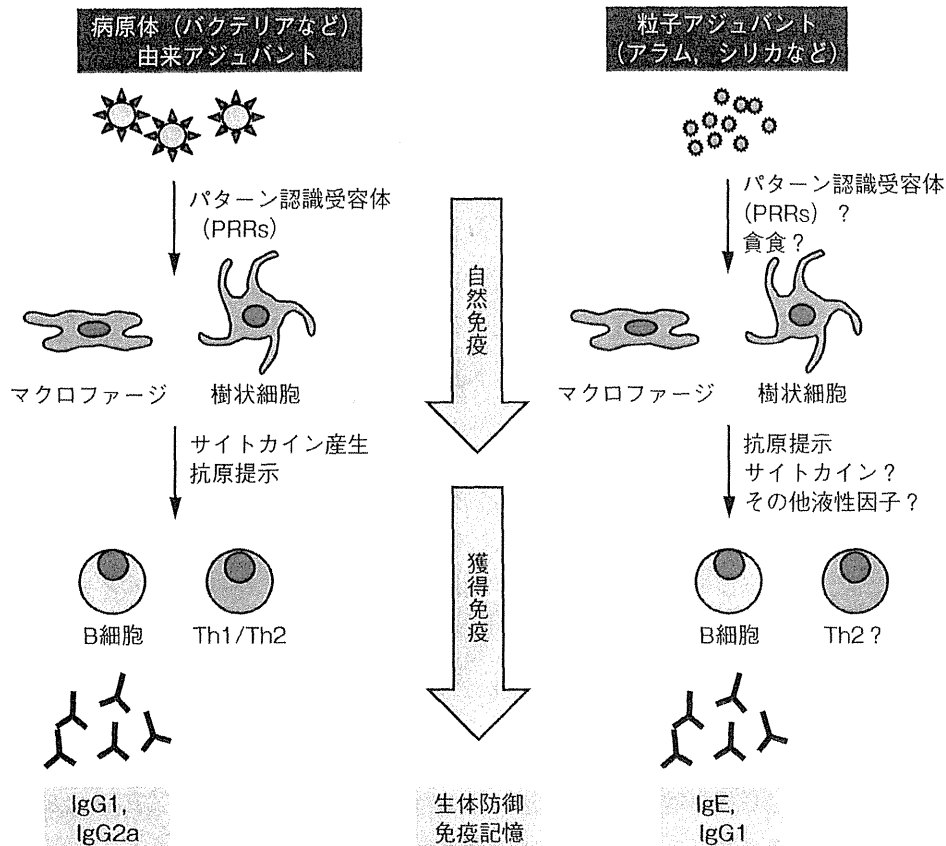 病原体（バクテリアなど）
由来アジュバント
パターン認識受容体
（PRRs）
マクロファージ
樹状細胞
サイトカイン産生
抗原提示
B細胞
Th1/Th2
IgG1,
IgG2a
自然免疫
獲得免疫
生体防御
免疫記憶
粒子アジュバント
（アラム，シリカなど）
パターン認識受容体
（PRRs）？
貪食？
マクロファージ
樹状細胞
抗原提示
サイトカイン？
その他液性因子？
B細胞
Th2？
IgE,
IgG1